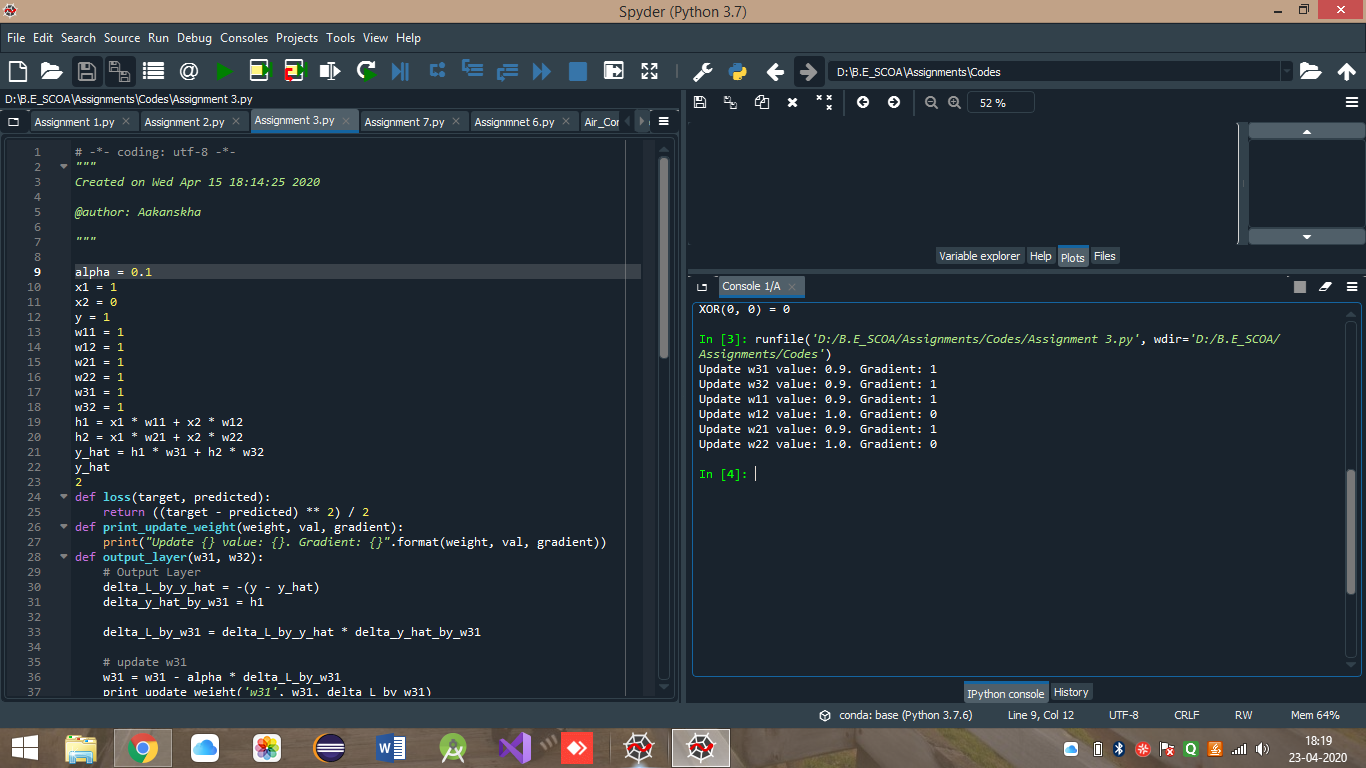 Spyder (Python 3.7)
File Edit Search Source Run Debug Consoles Projects Tools View Help
D:\B.E_SCOA\Assignments\Codes
D:\B.E_SCOA\Assignments\Codes\Assignment 3.py
Assignment 1.py Assignment 2.py Assignment 3.py Assignment 7.py Assignmnet 6.py Air_Cor
1 # -*- coding: utf-8 -*-
2 """
3 Created on Wed Apr 15 18:14:25 2020
4
5 @author: Aakanskha
6
7 """
8
9 alpha = 0.1
10 x1 = 1
11 x2 = 0
12 y = 1
13 w11 = 1
14 w12 = 1
15 w21 = 1
16 w22 = 1
17 w31 = 1
18 w32 = 1
19 h1 = x1 * w11 + x2 * w12
20 h2 = x1 * w21 + x2 * w22
21 y_hat = h1 * w31 + h2 * w32
22 y_hat
23 2
24 def loss(target, predicted):
25 return ((target - predicted) ** 2) / 2
26 def print_update_weight(weight, val, gradient):
27 print("Update {} value: {}. Gradient: {}".format(weight, val, gradient))
28 def output_layer(w31, w32):
29 # Output Layer
30 delta_L_by_y_hat = -(y - y_hat)
31 delta_y_hat_by_w31 = h1
32
33 delta_L_by_w31 = delta_L_by_y_hat * delta_y_hat_by_w31
34
35 # update w31
36 w31 = w31 - alpha * delta_L_by_w31
37 print_update_weight('w31', w31, delta_L_by_w31)
52 %
Variable explorer Help Plots Files
Console 1/A
XOR(0, 0) = 0
In [3]: runfile('D:/B.E_SCOA/Assignments/Codes/Assignment 3.py', wdir='D:/B.E_SCOA/
Assignments/Codes')
Update w31 value: 0.9. Gradient: 1
Update w32 value: 0.9. Gradient: 1
Update w11 value: 0.9. Gradient: 1
Update w12 value: 1.0. Gradient: 0
Update w21 value: 0.9. Gradient: 1
Update w22 value: 1.0. Gradient: 0
In [4]:
IPython console History
conda: base (Python 3.7.6) Line 9, Col 12 UTF-8 CRLF RW Mem 64%
18:19
23-04-2020